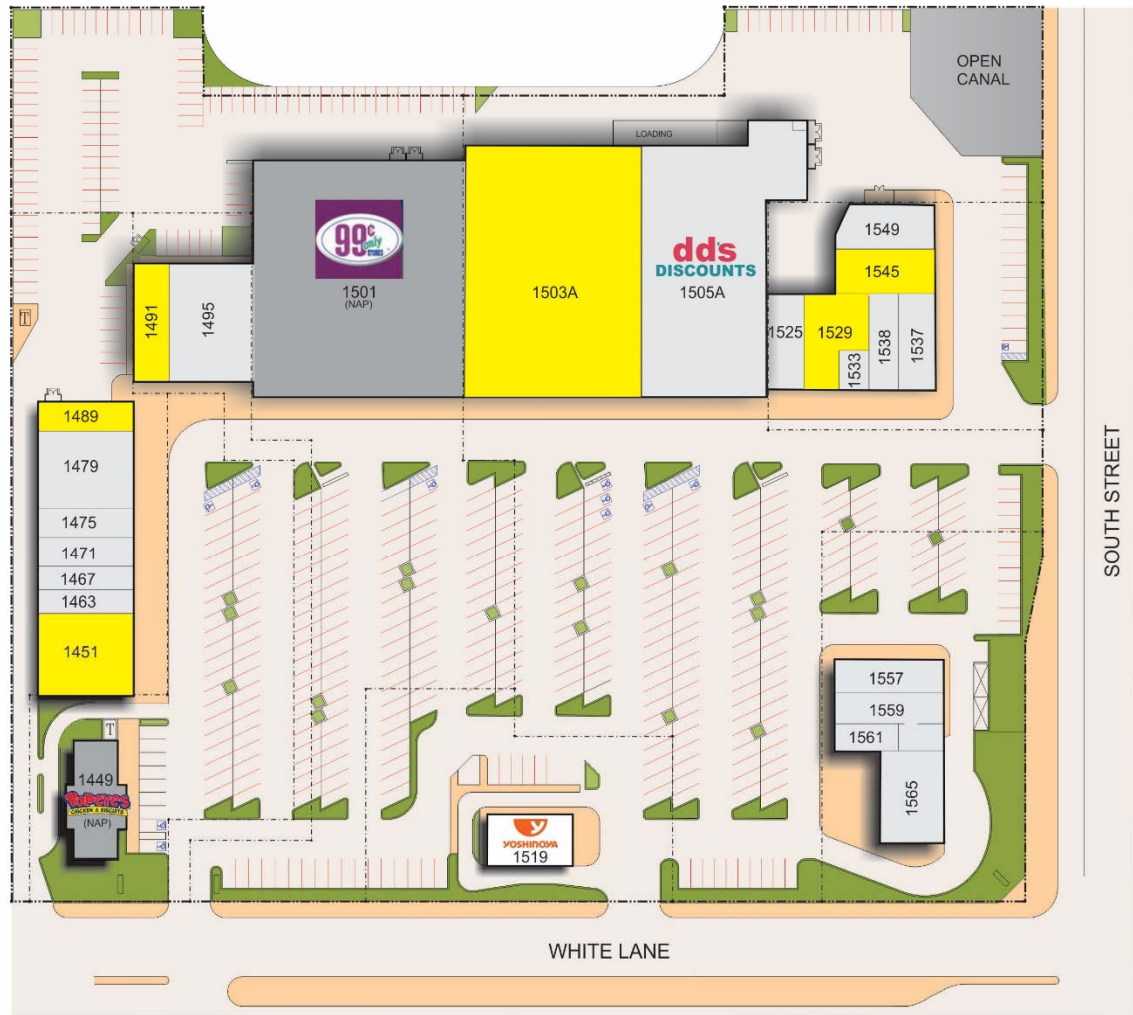 OPEN
CANAL
LOADING
1549
99¢
only
STORES
dd's
DISCOUNTS
1545
1501
(NAP)
1503A
1505A
1491
1495
1525
1529
1533
1538
1537
1489
1479
1475
1471
1467
1463
1451
SOUTH STREET
1557
1559
1561
1565
T
T
1449
POPEYES
CHICKEN & BISCUITS
(NAP)
YOSHINOYA
1519
WHITE LANE